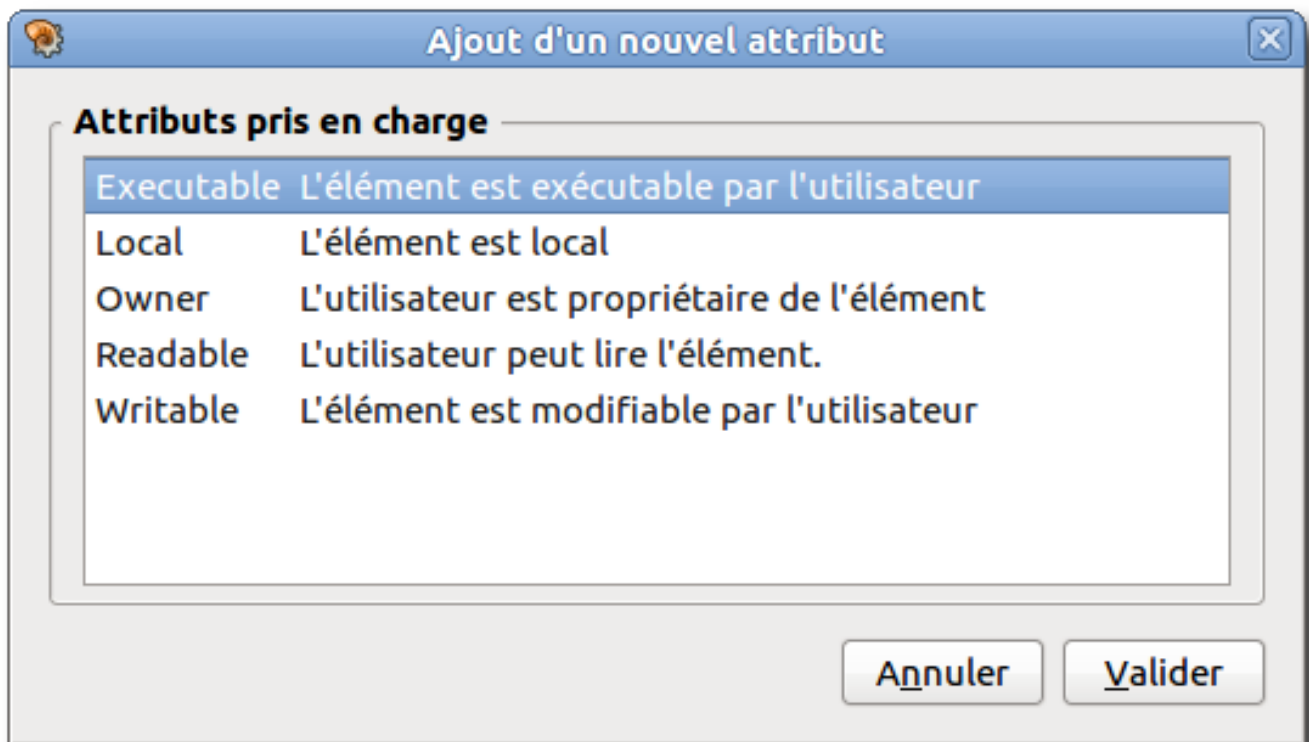 Ajout d'un nouvel attribut
Attributs pris en charge
Executable L'élément est exécutable par l'utilisateur
Local L'élément est local
Owner L'utilisateur est propriétaire de l'élément
Readable L'utilisateur peut lire l'élément.
Writable L'élément est modifiable par l'utilisateur
Annuler Valider